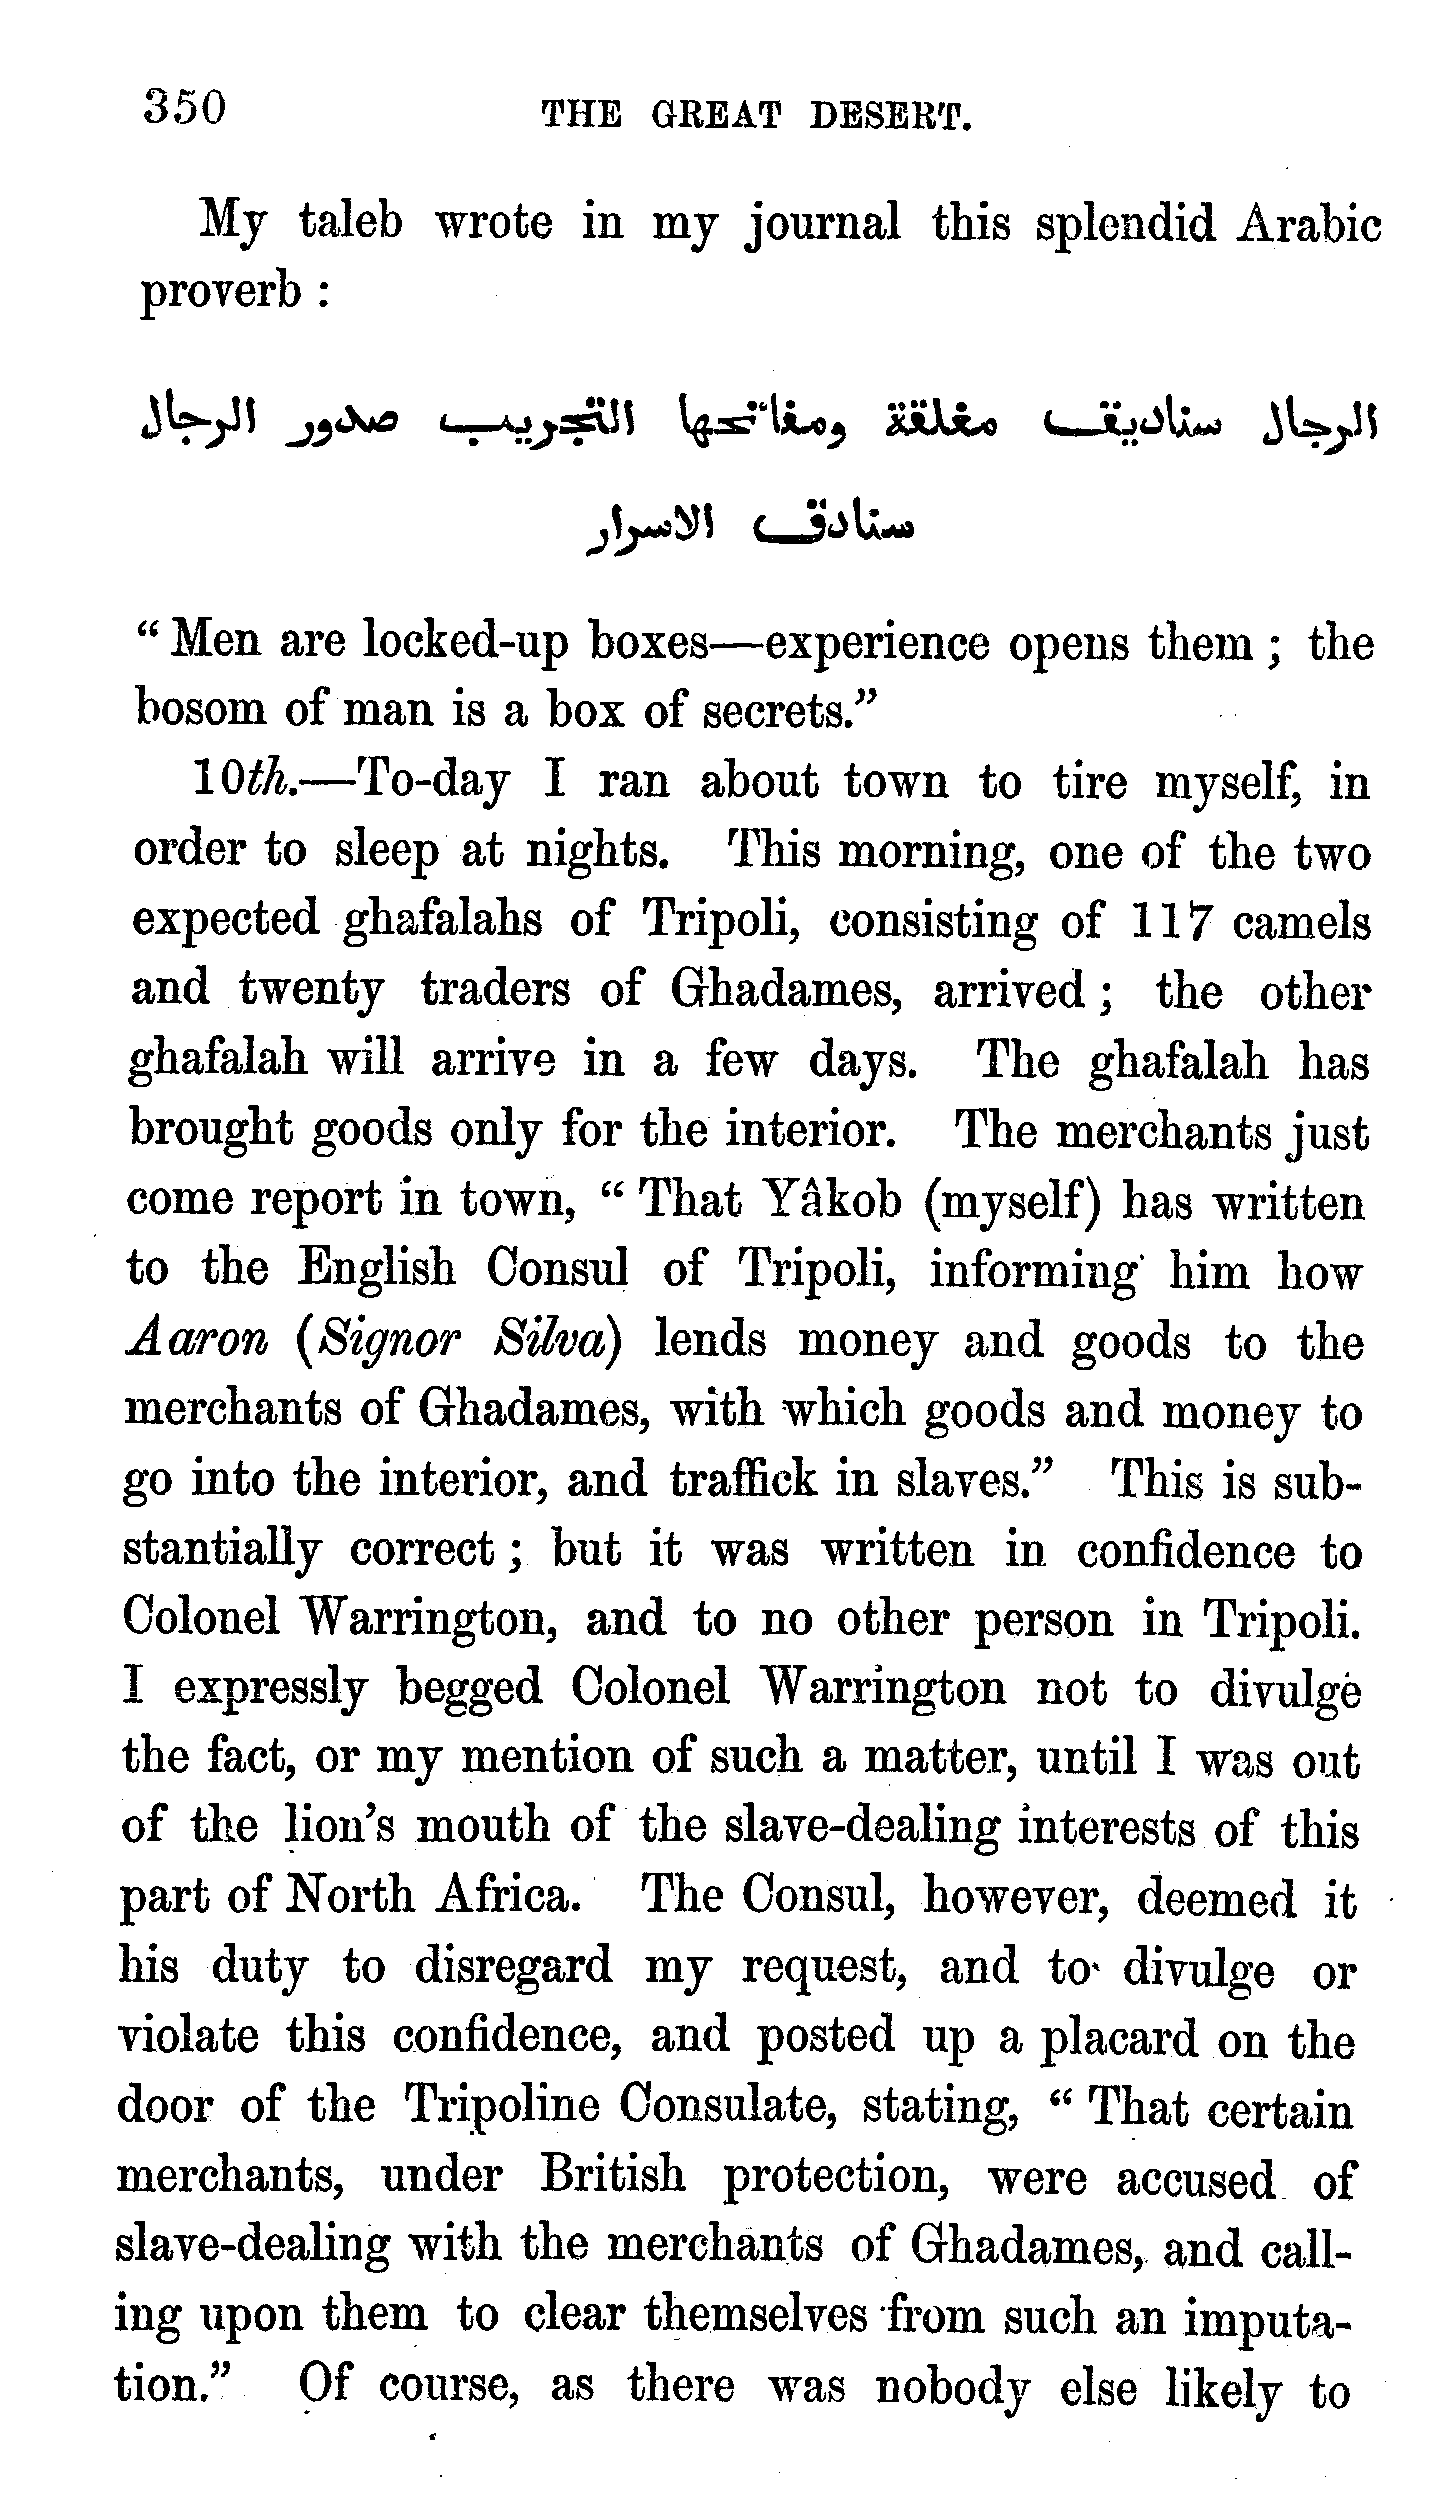 350 THE GREAT DESERT.
My taleb wrote in my journal this splendid Arabic
proverb :
الرجال سناديق مغلقة ومفاتحها التجريب صدور الرجال
سنادق الاسرار
“ Men are locked-up boxes—experience opens them ; the
bosom of man is a box of secrets.”
10th.—To-day I ran about town to tire myself, in
order to sleep at nights. This morning, one of the two
expected ghafalahs of Tripoli, consisting of 117 camels
and twenty traders of Ghadames, arrived ; the other
ghafalah will arrive in a few days. The ghafalah has
brought goods only for the interior. The merchants just
come report in town, “ That Yâkob (myself) has written
to the English Consul of Tripoli, informing him how
Aaron (Signor Silva) lends money and goods to the
merchants of Ghadames, with which goods and money to
go into the interior, and traffick in slaves.” This is sub-
stantially correct ; but it was written in confidence to
Colonel Warrington, and to no other person in Tripoli.
I expressly begged Colonel Warrington not to divulge
the fact, or my mention of such a matter, until I was out
of the lion’s mouth of the slave-dealing interests of this
part of North Africa. The Consul, however, deemed it
his duty to disregard my request, and to divulge or
violate this confidence, and posted up a placard on the
door of the Tripoline Consulate, stating, “ That certain
merchants, under British protection, were accused of
slave-dealing with the merchants of Ghadames, and call-
ing upon them to clear themselves from such an imputa-
tion.” Of course, as there was nobody else likely to